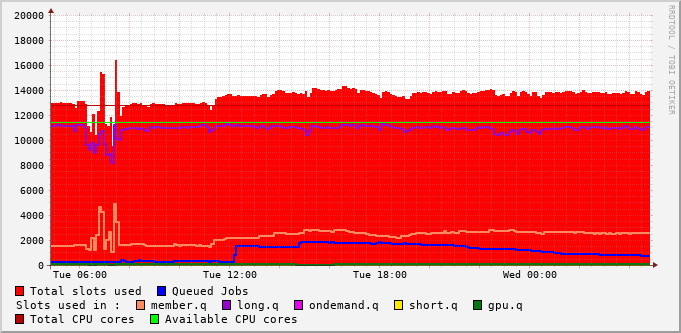 20000
18000
16000
14000
12000
10000
8000
6000
4000
2000
0
Tue 06:00 Tue 12:00 Tue 18:00 Wed 00:00
RRDTOOL / TOBI OETIKER
Total slots used Queued Jobs
Slots used in : member.q long.q ondemand.q short.q gpu.q
Total CPU cores Available CPU cores